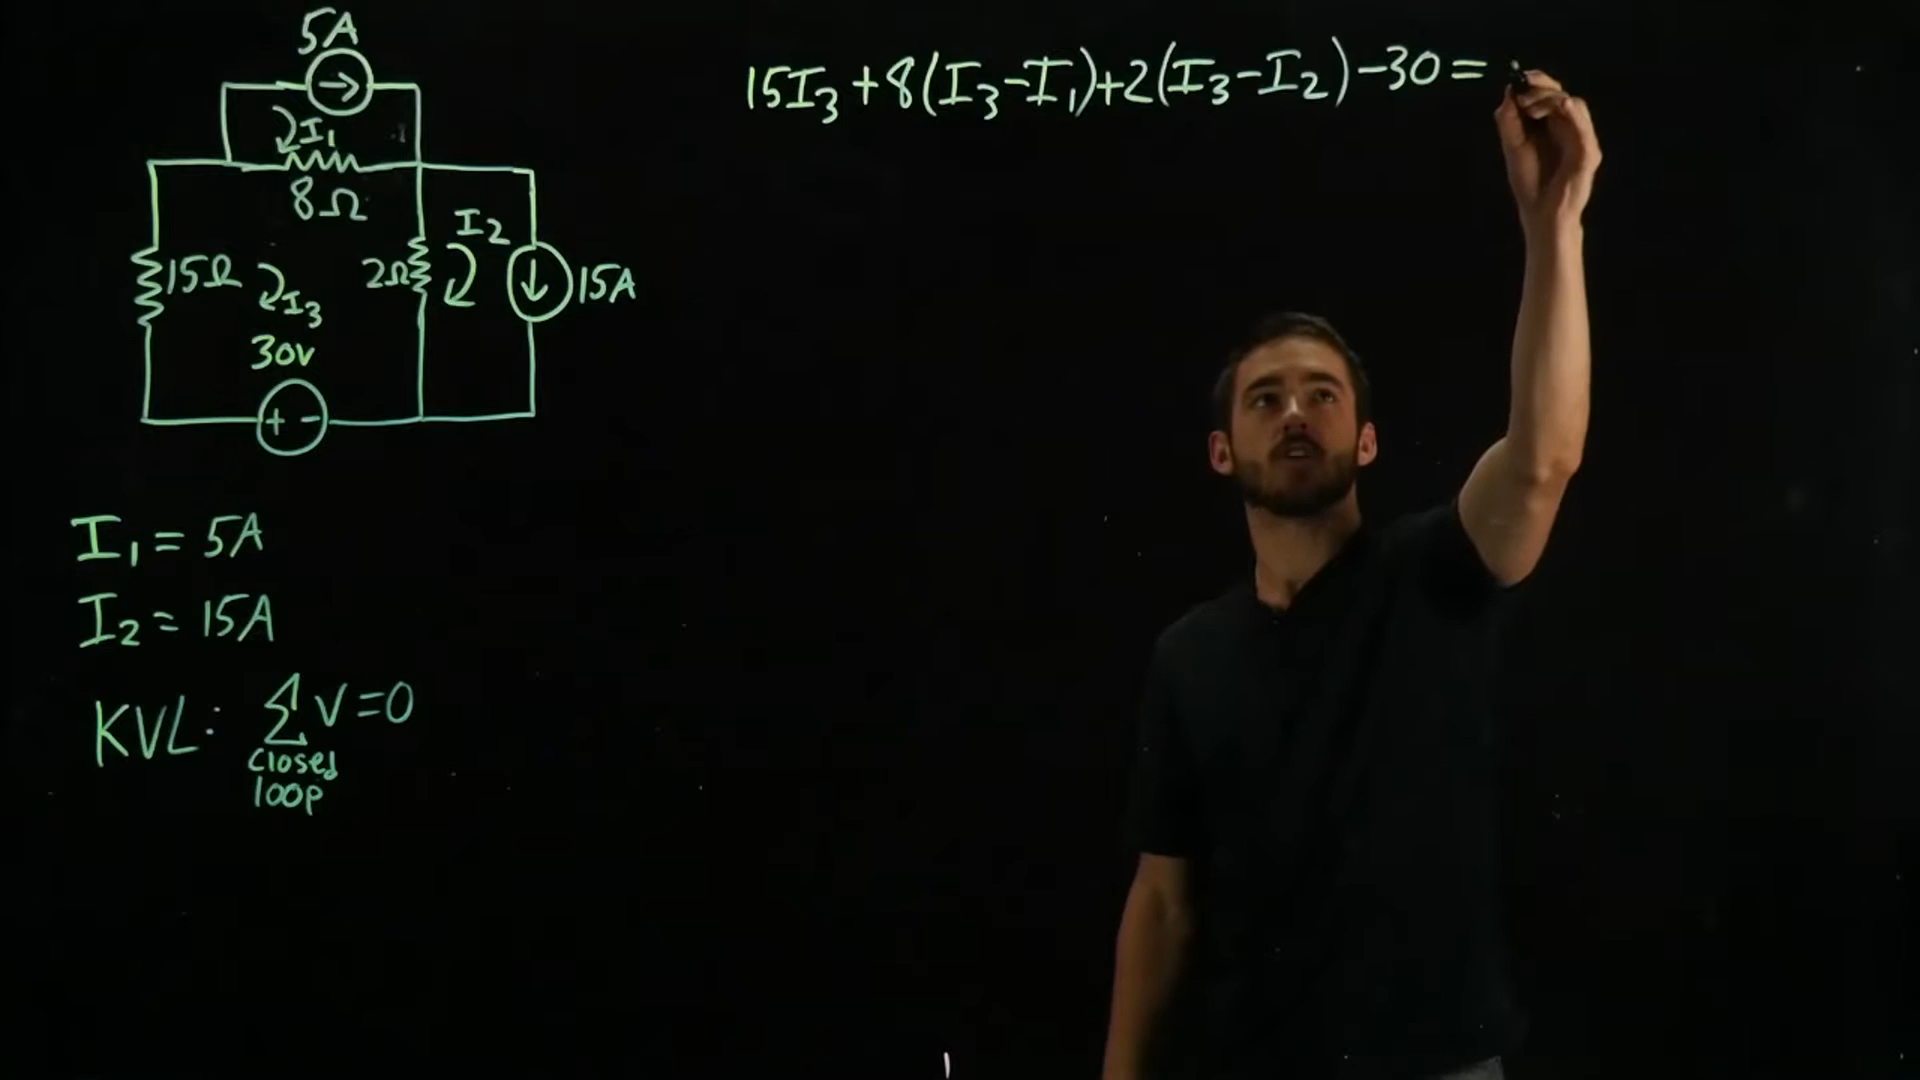 5A
I₁
8Ω
15Ω
I₃
2Ω
I₂
15A
30V
+ -
15I₃+8(I₃-I₁)+2(I₃-I₂)-30=
I₁ = 5A
I₂ = 15A
KVL: ΣV=0
closed
loop